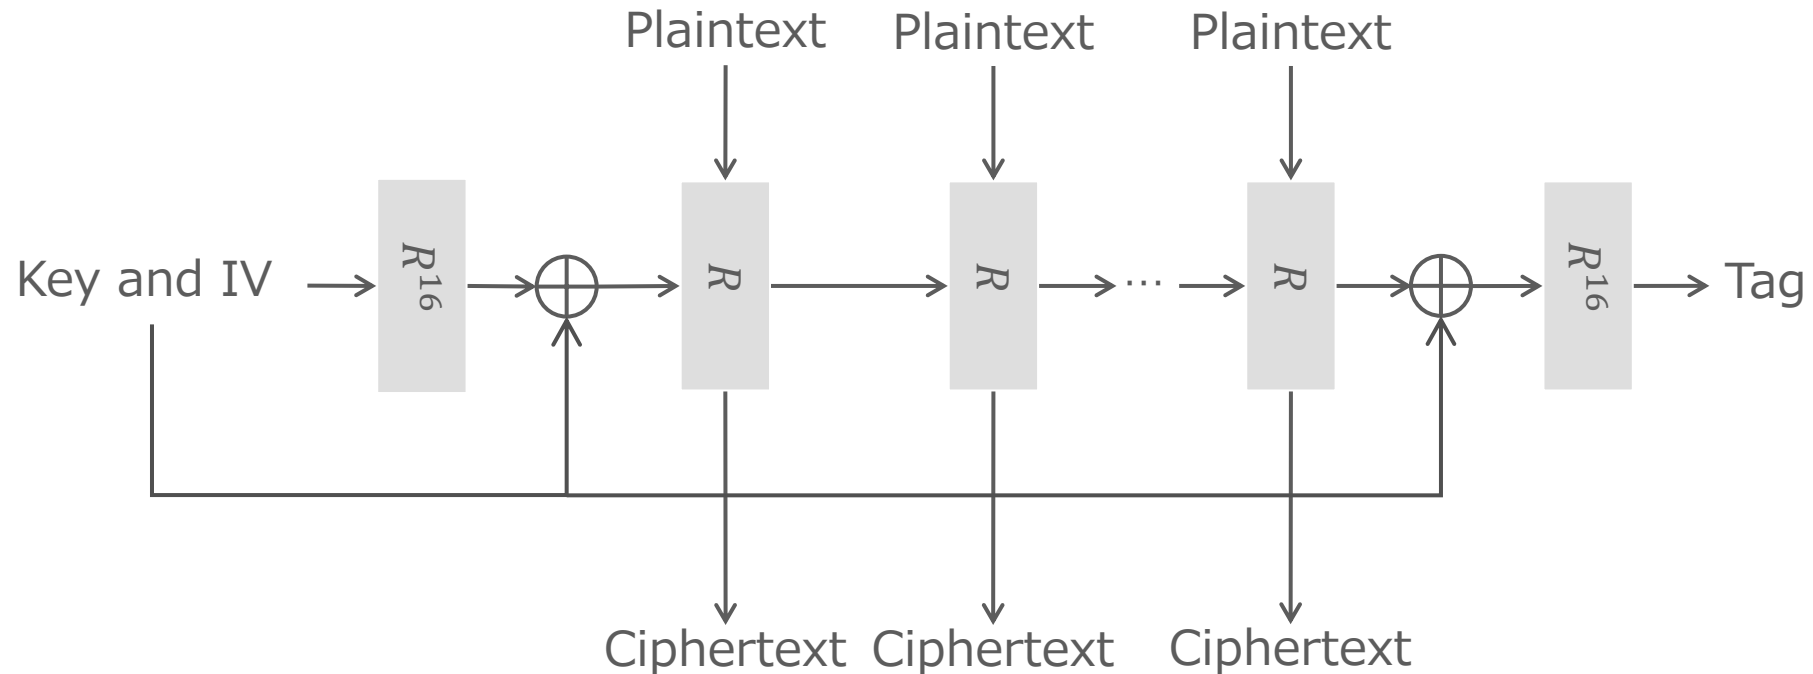 Plaintext Plaintext Plaintext
Key and IV R¹⁶ R R ... R R¹⁶ Tag
Ciphertext Ciphertext Ciphertext